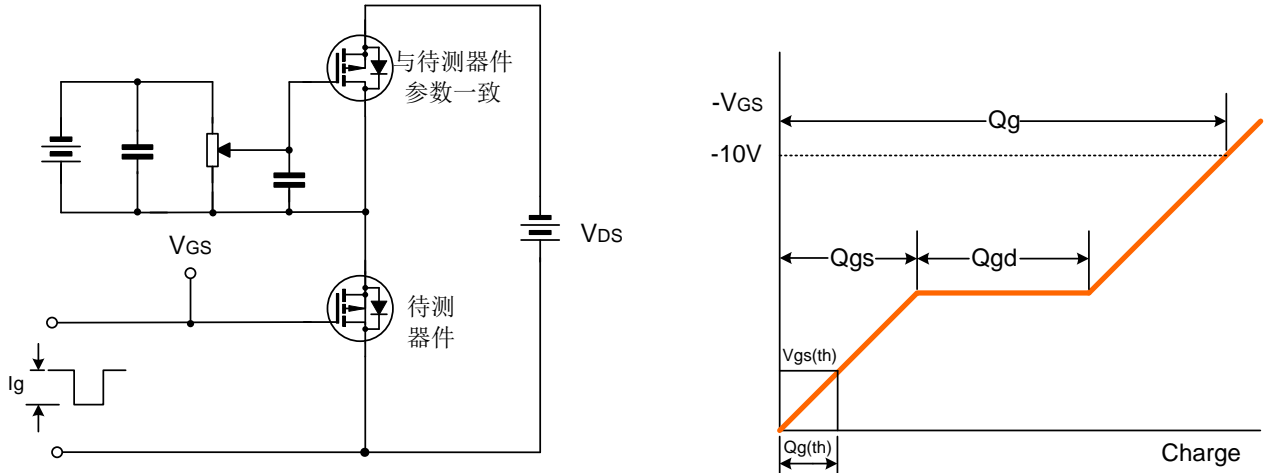 与待测器件
参数一致
VGS
VDS
待测
器件
Ig
-VGS
Qg
-10V
Qgs
Qgd
Vgs(th)
Qg(th)
Charge